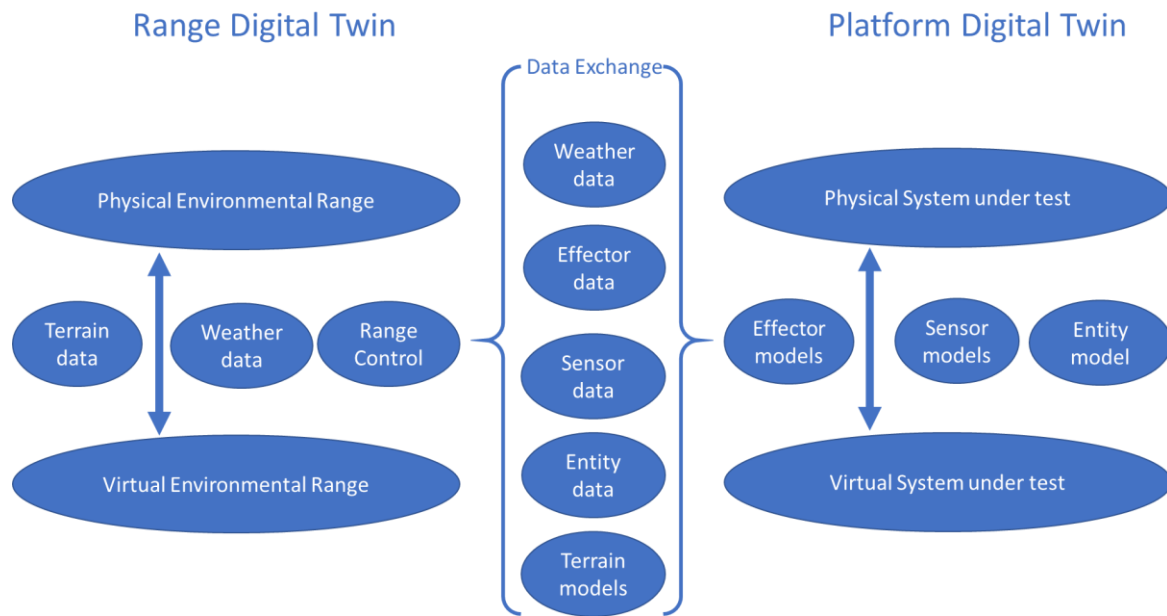 Range Digital Twin
Platform Digital Twin
Data Exchange
Physical Environmental Range
Terrain
data
Weather
data
Range
Control
Virtual Environmental Range
Weather
data
Effector
data
Sensor
data
Entity
data
Terrain
models
Physical System under test
Effector
models
Sensor
models
Entity
model
Virtual System under test